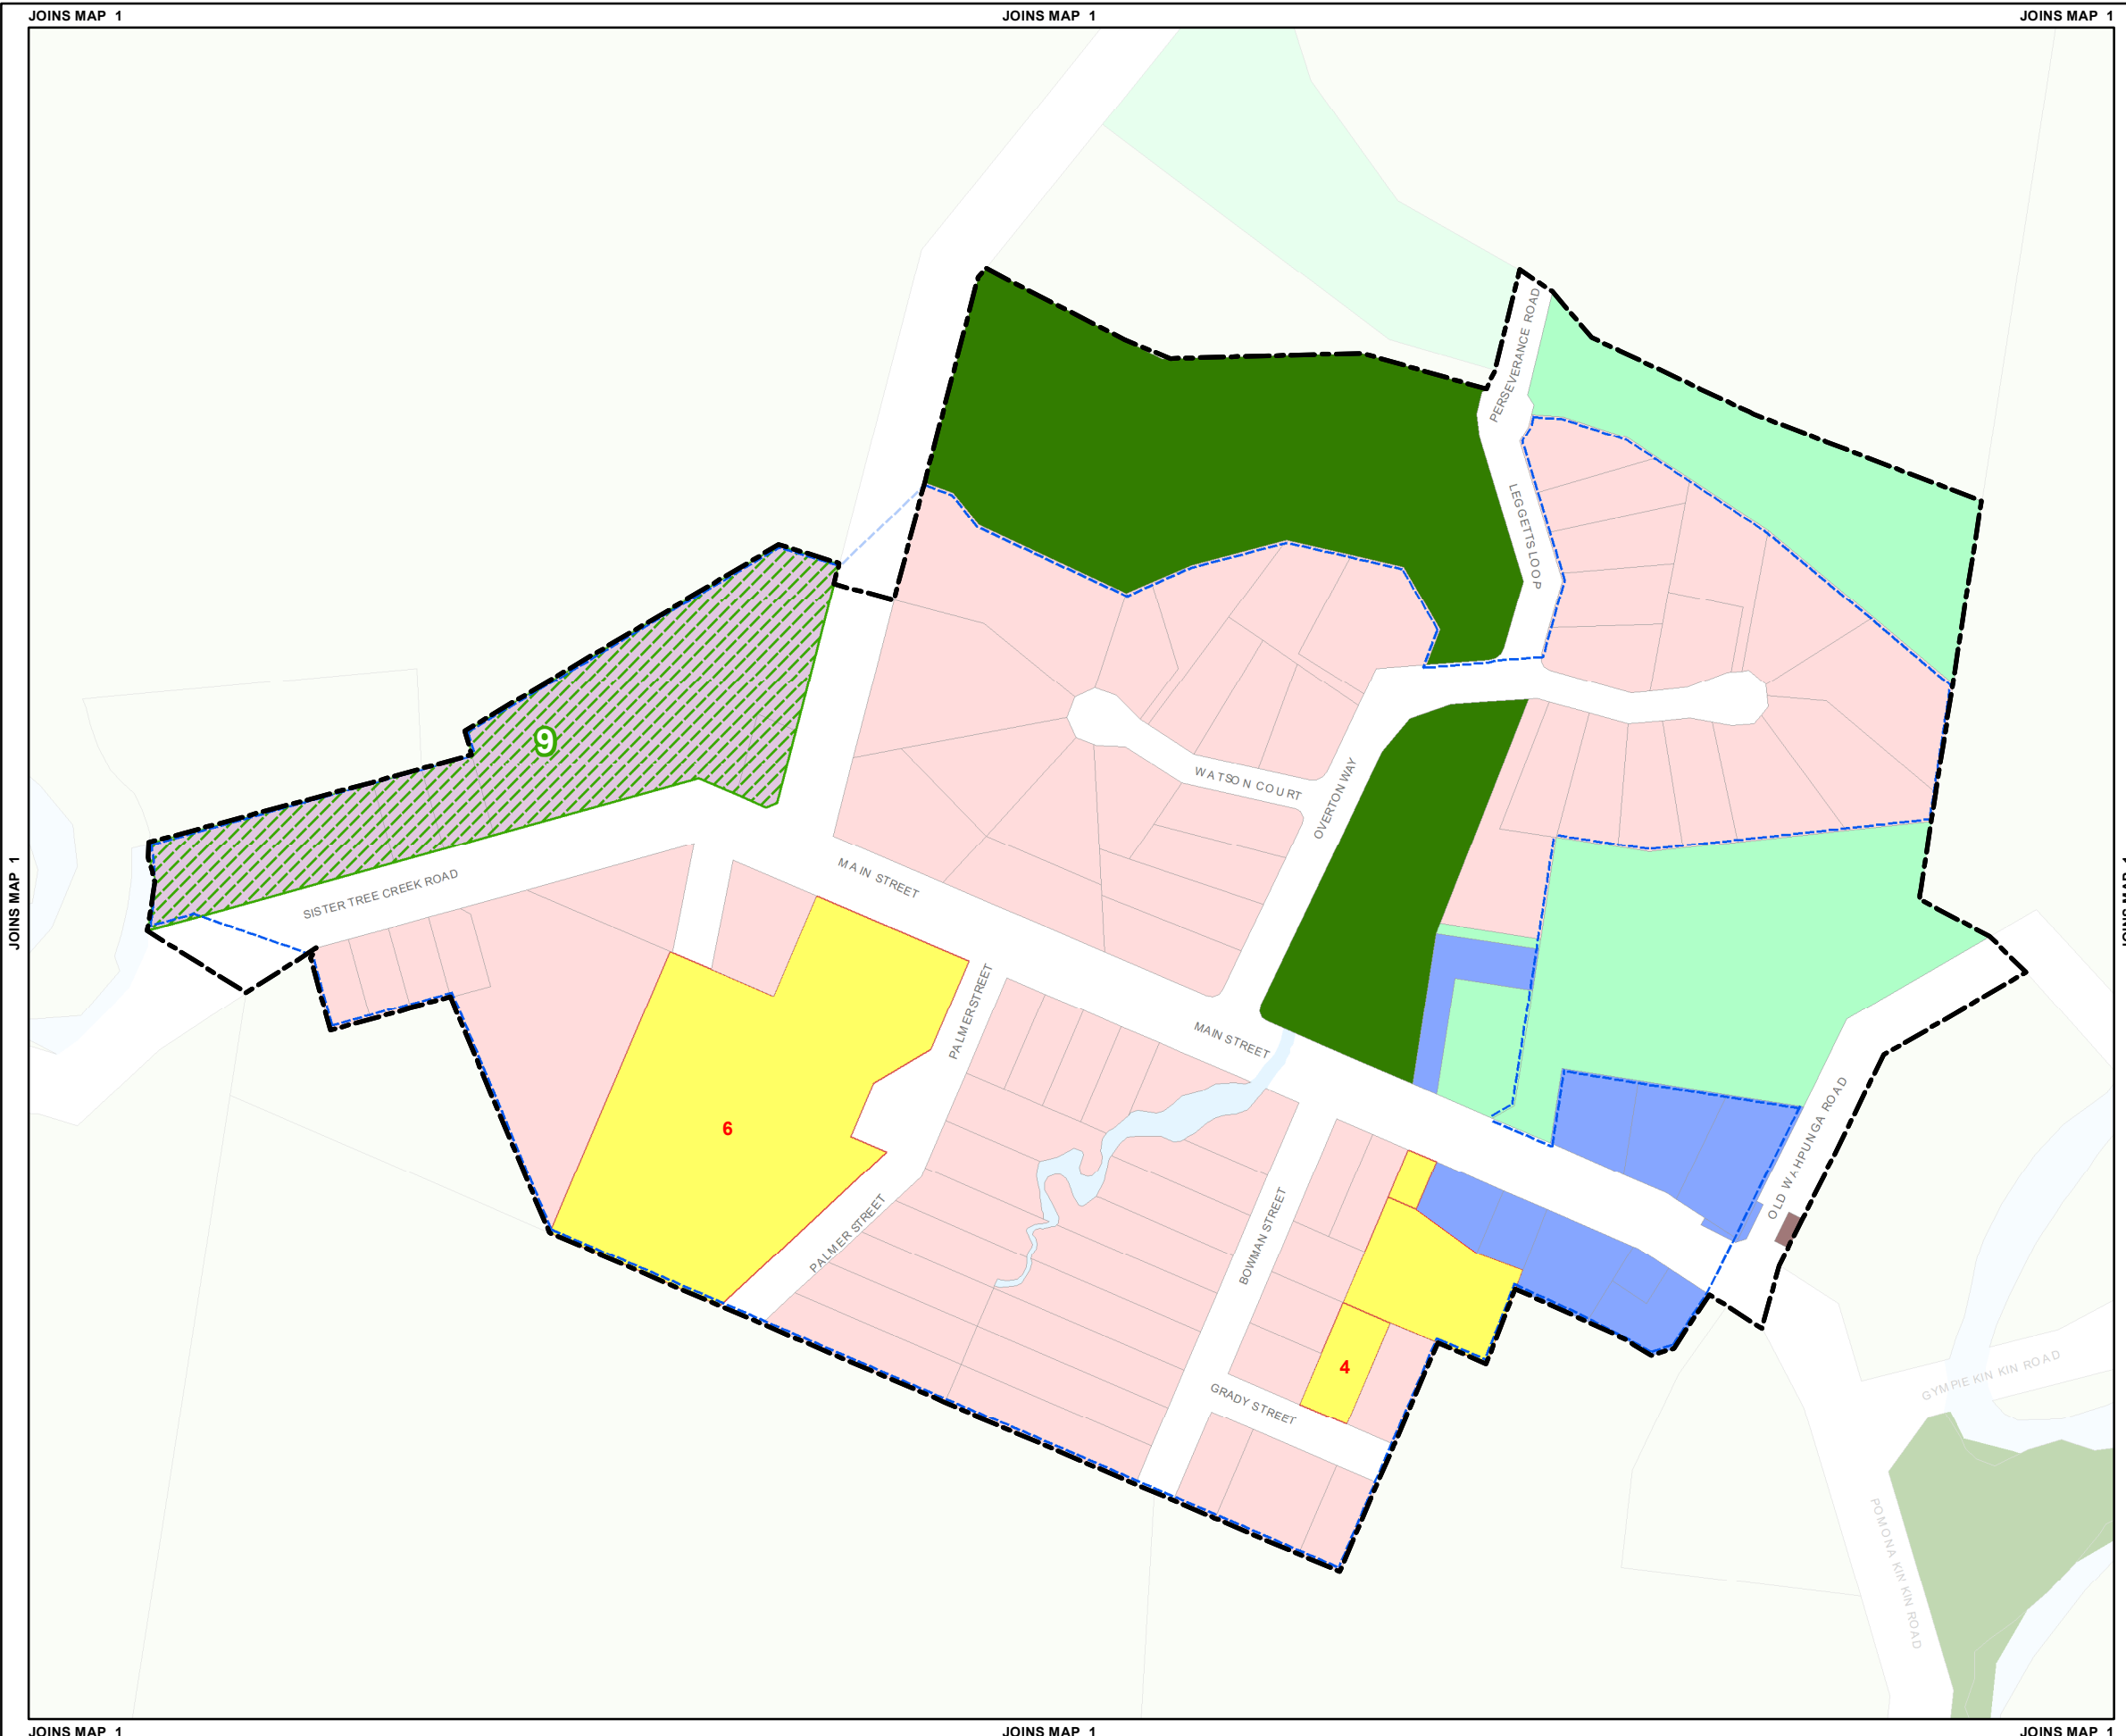 JOINS MAP 1
JOINS MAP 1
JOINS MAP 1
PERSEVERANCE ROAD
LEGGETTS LOOP
9
WATSON COURT
OVERTON WAY
MAIN STREET
SISTER TREE CREEK ROAD
JOINS MAP 1
PALMER STREET
MAIN STREET
6
OLD WAHPUNGA ROAD
PALMER STREET
BOWMAN STREET
4
GRADY STREET
GYMPIE KIN KIN ROAD
POMONA KIN KIN ROAD
JOINS MAP 1
JOINS MAP 1
JOINS MAP 1